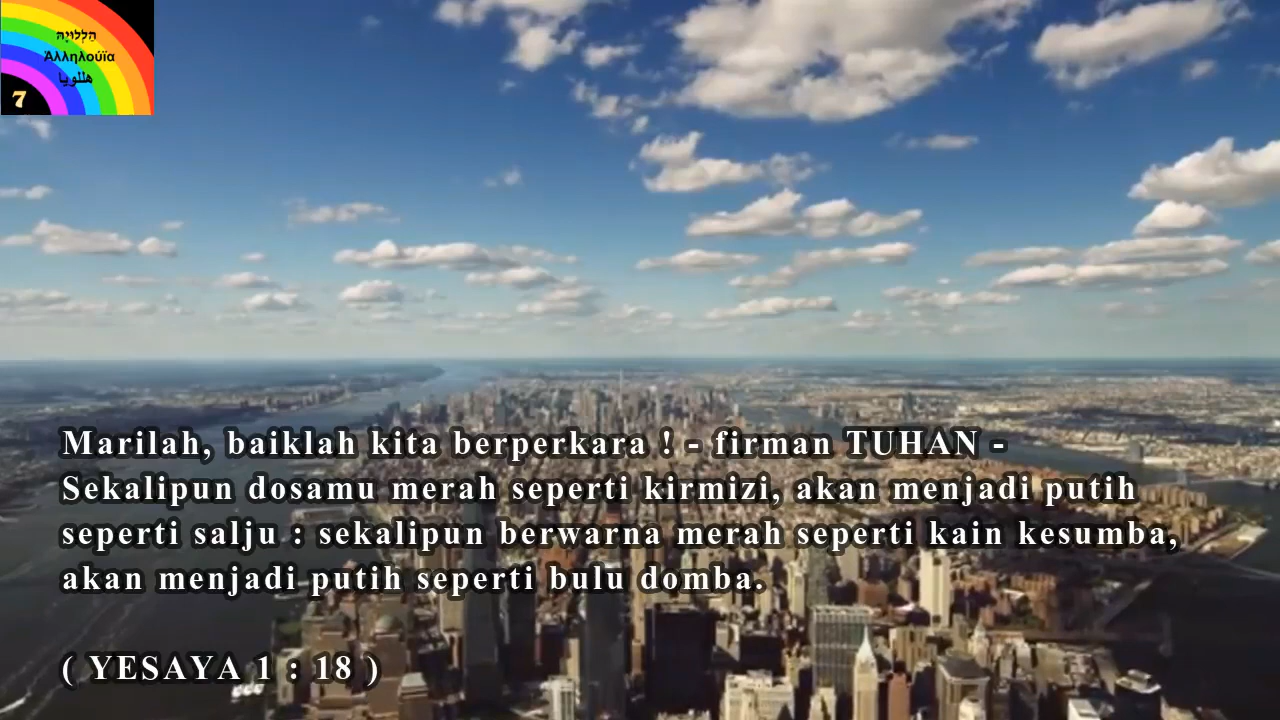 הַלְלוּיָהּ
Ἀλληλούϊα
هللويا
7
Marilah, baiklah kita berperkara ! - firman TUHAN -
Sekalipun dosamu merah seperti kirmizi, akan menjadi putih
seperti salju : sekalipun berwarna merah seperti kain kesumba,
akan menjadi putih seperti bulu domba.
( YESAYA 1 : 18 )